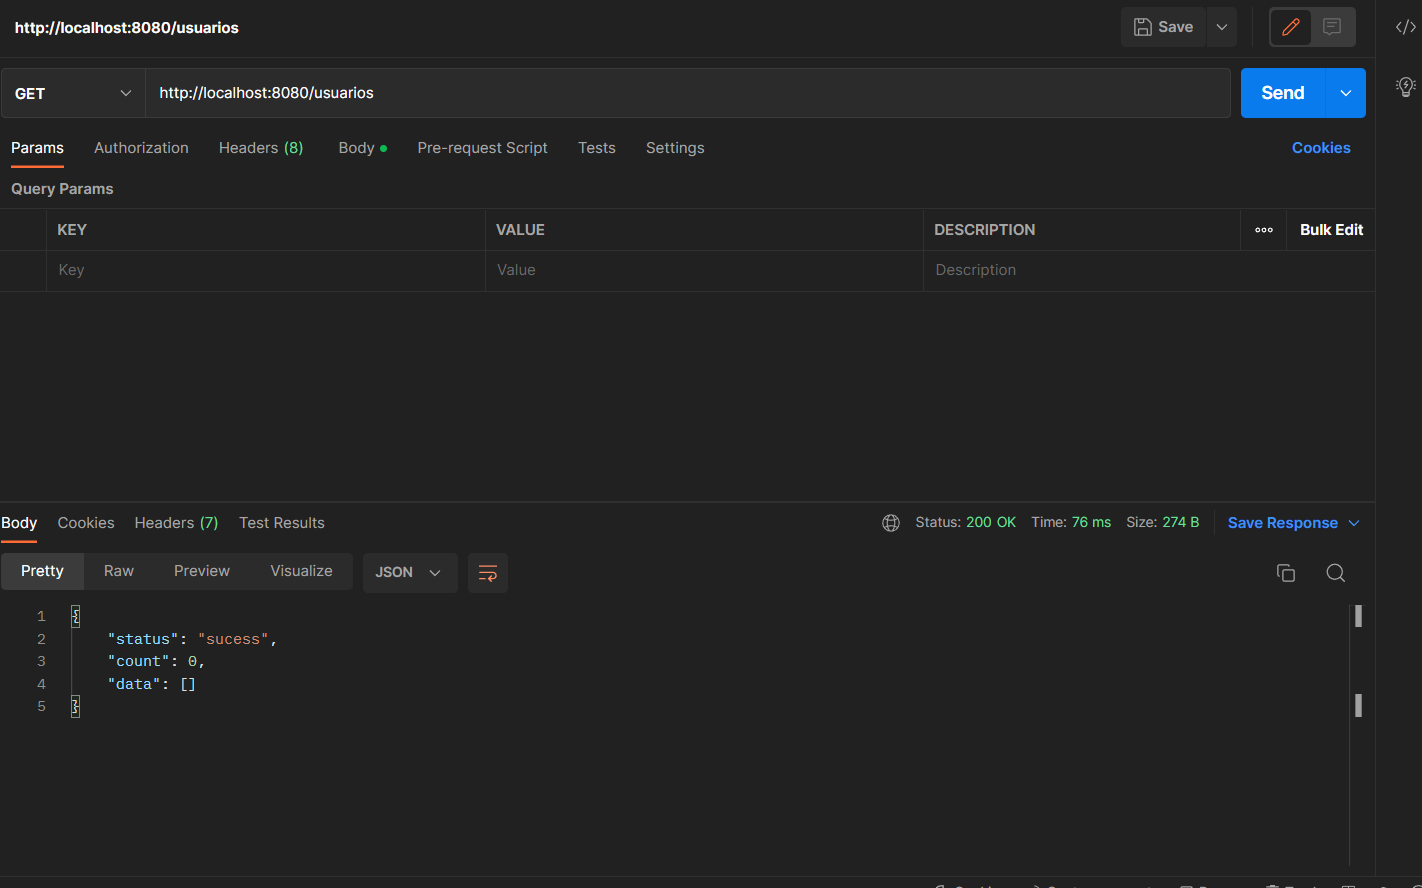 http://localhost:8080/usuarios
Save
GET http://localhost:8080/usuarios Send
Params Authorization Headers (8) Body Pre-request Script Tests Settings Cookies
Query Params
KEY VALUE DESCRIPTION Bulk Edit
Key Value Description
Body Cookies Headers (7) Test Results Status: 200 OK Time: 76 ms Size: 274 B Save Response
Pretty Raw Preview Visualize JSON
1 {
2 "status": "sucess",
3 "count": 0,
4 "data": []
5 }